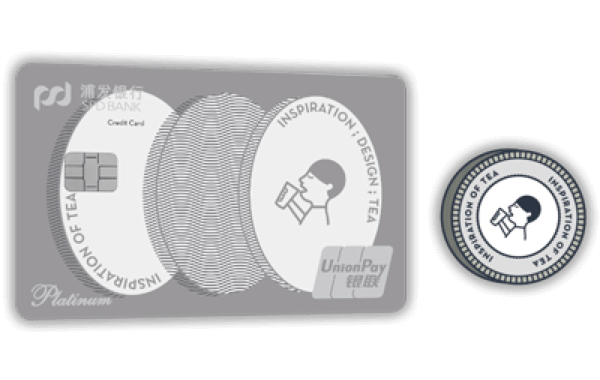 浦发银行
SPD BANK
Credit Card
INSPIRATION OF TEA
INSPIRATION ; DESIGN ; TEA
Platinum
UnionPay
银联
INSPIRATION OF TEA
INSPIRATION OF TEA